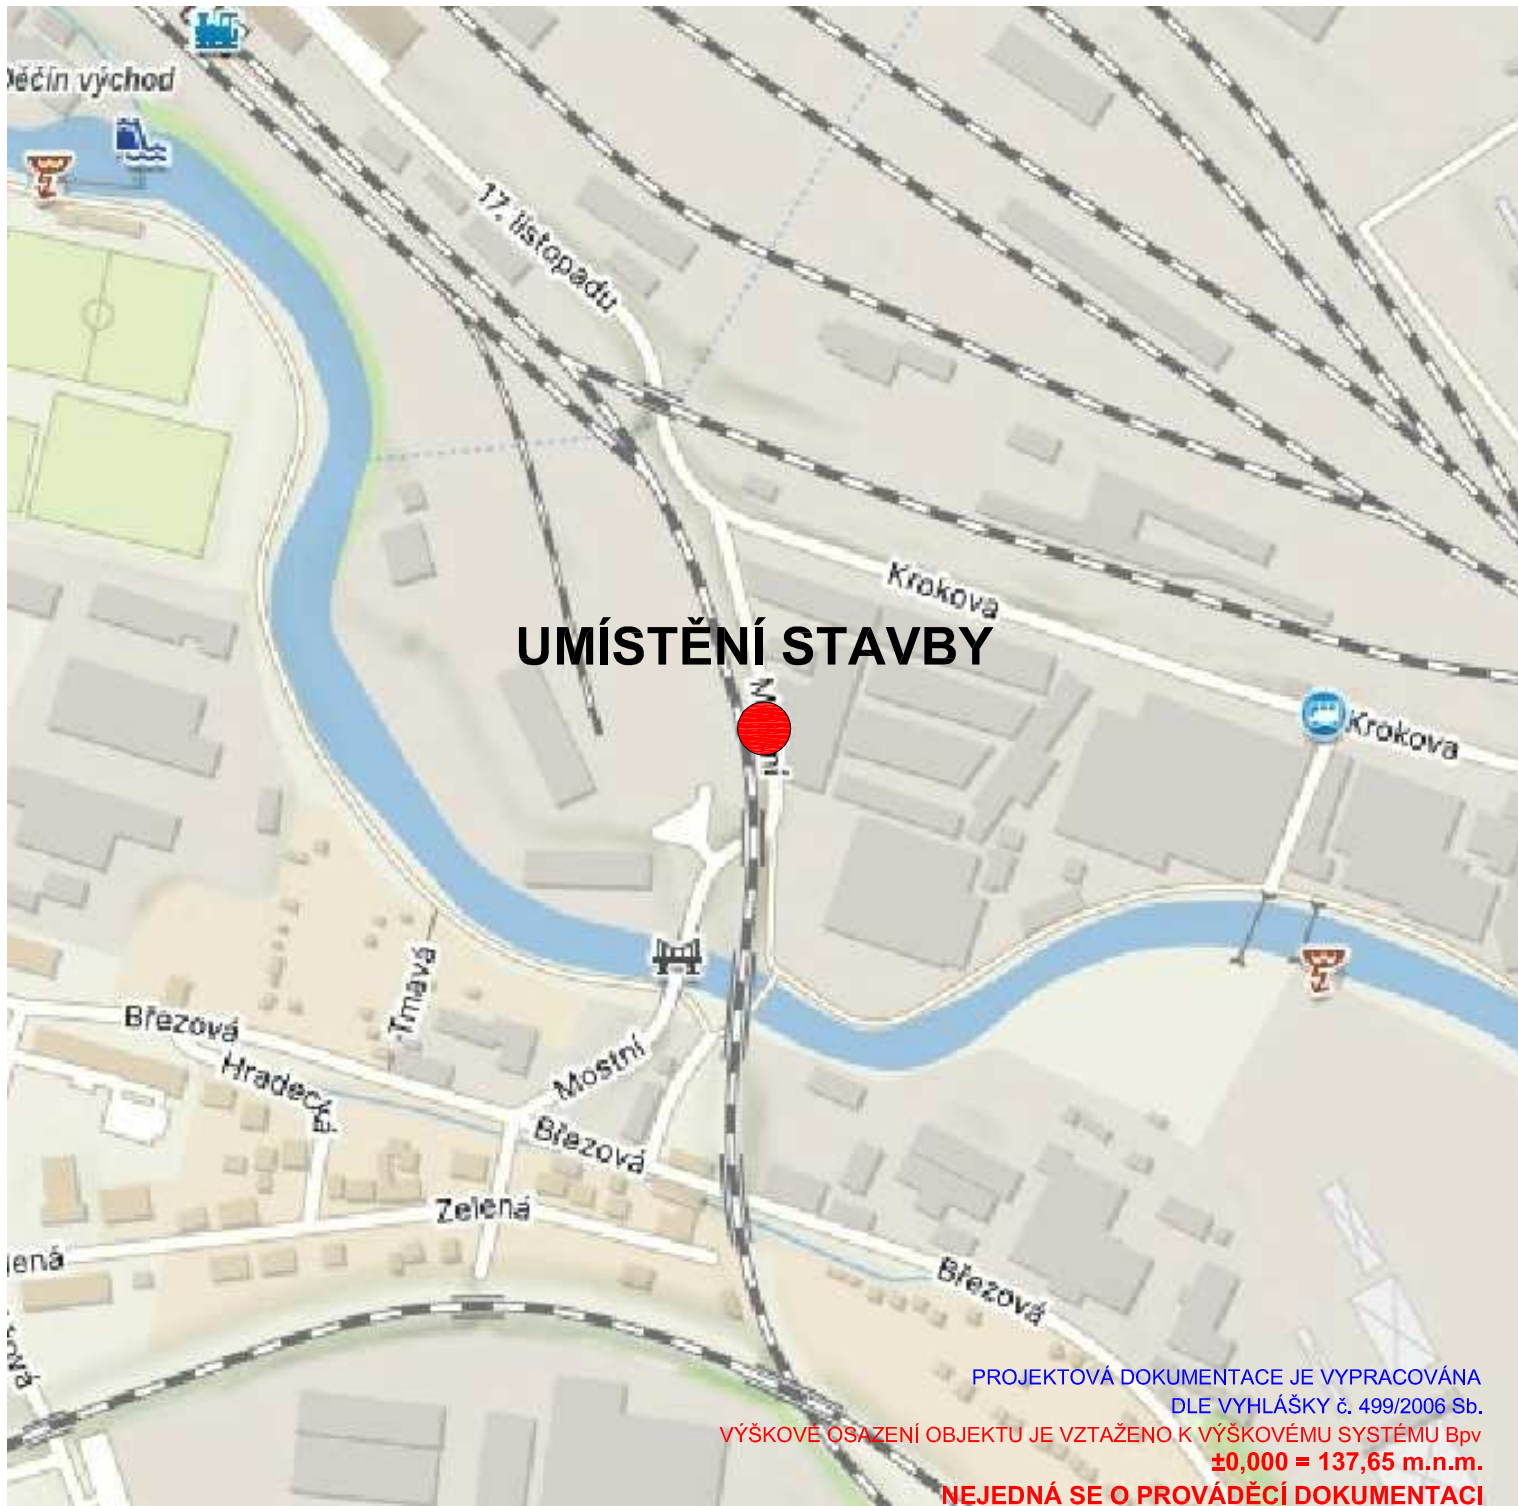 Děčín východ
17. listopadu
Krokova
UMÍSTĚNÍ STAVBY
Krokova
Tmavá
Březová
Hradecká
Mostní
Březová
Zelená
Březová
PROJEKTOVÁ DOKUMENTACE JE VYPRACOVÁNA
DLE VYHLÁŠKY č. 499/2006 Sb.
VÝŠKOVÉ OSAZENÍ OBJEKTU JE VZTAŽENO K VÝŠKOVÉMU SYSTÉMU Bpv
±0,000 = 137,65 m.n.m.
NEJEDNÁ SE O PROVÁDĚCÍ DOKUMENTACI